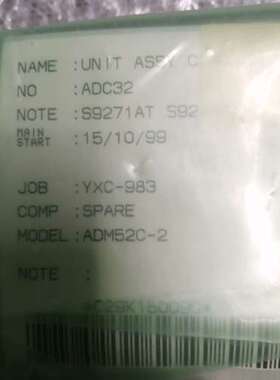 NAME :UNIT ASSY C
NO :ADC32
NOTE :S9271AT S92
MAIN
START :15/10/99
JOB :YXC-983
COMP :SPARE
MODEL :ADM52C-2
NOTE :